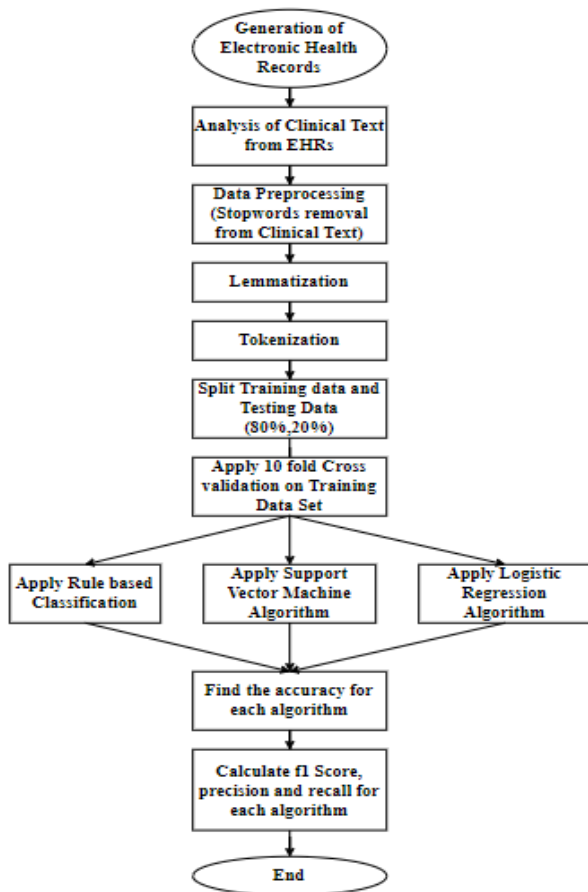 Generation of
Electronic Health
Records
Analysis of Clinical Text
from EHRs
Data Preprocessing
(Stopwords removal
from Clinical Text)
Lemmatization
Tokenization
Split Training data and
Testing Data
(80%,20%)
Apply 10 fold Cross
validation on Training
Data Set
Apply Rule based
Classification
Apply Support
Vector Machine
Algorithm
Apply Logistic
Regression
Algorithm
Find the accuracy for
each algorithm
Calculate f1 Score,
precision and recall for
each algorithm
End